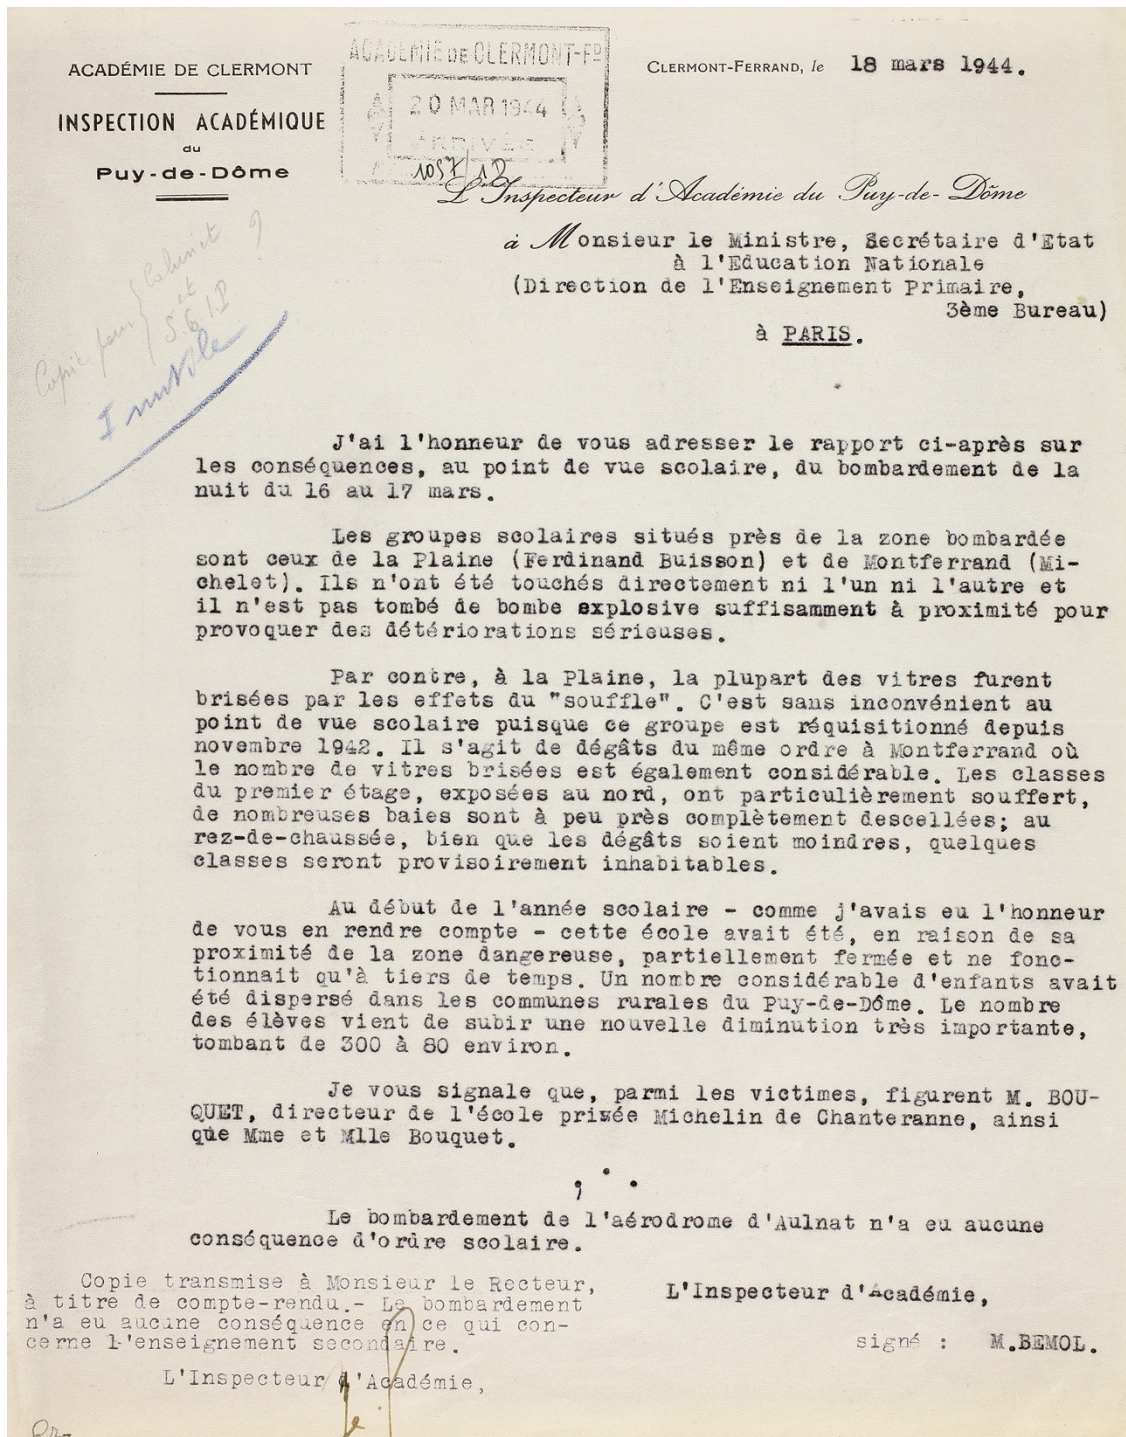 ACADÉMIE DE CLERMONT
INSPECTION ACADÉMIQUE
du
Puy-de-Dôme
ACADÉMIE DE CLERMONT-Fᴰ
20 MAR 1944
ARRIVÉE
1057/1D
CLERMONT-FERRAND, le 18 mars 1944.
L'Inspecteur d'Académie du Puy-de-Dôme
à Monsieur le Ministre, Secrétaire d'Etat
à l'Education Nationale
(Direction de l'Enseignement Primaire,
3ème Bureau)
à PARIS.
Copie pour
Cabinet
et
S.G I.P
?
Inutile
J'ai l'honneur de vous adresser le rapport ci-après sur
les conséquences, au point de vue scolaire, du bombardement de la
nuit du 16 au 17 mars.
Les groupes scolaires situés près de la zone bombardée
sont ceux de la Plaine (Ferdinand Buisson) et de Montferrand (Mi-
chelet). Ils n'ont été touchés directement ni l'un ni l'autre et
il n'est pas tombé de bombe explosive suffisamment à proximité pour
provoquer des détériorations sérieuses.
Par contre, à la Plaine, la plupart des vitres furent
brisées par les effets du "souffle". C'est sans inconvénient au
point de vue scolaire puisque ce groupe est réquisitionné depuis
novembre 1942. Il s'agit de dégâts du même ordre à Montferrand où
le nombre de vitres brisées est également considérable. Les classes
du premier étage, exposées au nord, ont particulièrement souffert,
de nombreuses baies sont à peu près complètement descellées; au
rez-de-chaussée, bien que les dégâts soient moindres, quelques
classes seront provisoirement inhabitables.
Au début de l'année scolaire - comme j'avais eu l'honneur
de vous en rendre compte - cette école avait été, en raison de sa
proximité de la zone dangereuse, partiellement fermée et ne fonc-
tionnait qu'à tiers de temps. Un nombre considérable d'enfants avait
été dispersé dans les communes rurales du Puy-de-Dôme. Le nombre
des élèves vient de subir une nouvelle diminution très importante,
tombant de 300 à 80 environ.
Je vous signale que, parmi les victimes, figurent M. BOU-
QUET, directeur de l'école privée Michelin de Chanteranne, ainsi
que Mme et Mlle Bouquet.
Le bombardement de l'aérodrome d'Aulnat n'a eu aucune
conséquence d'ordre scolaire.
Copie transmise à Monsieur le Recteur,
à titre de compte-rendu.- Le bombardement
n'a eu aucune conséquence en ce qui con-
cerne l'enseignement secondaire.
L'Inspecteur d'Académie,
L'Inspecteur d'Académie,
signé : M.BEMOL.